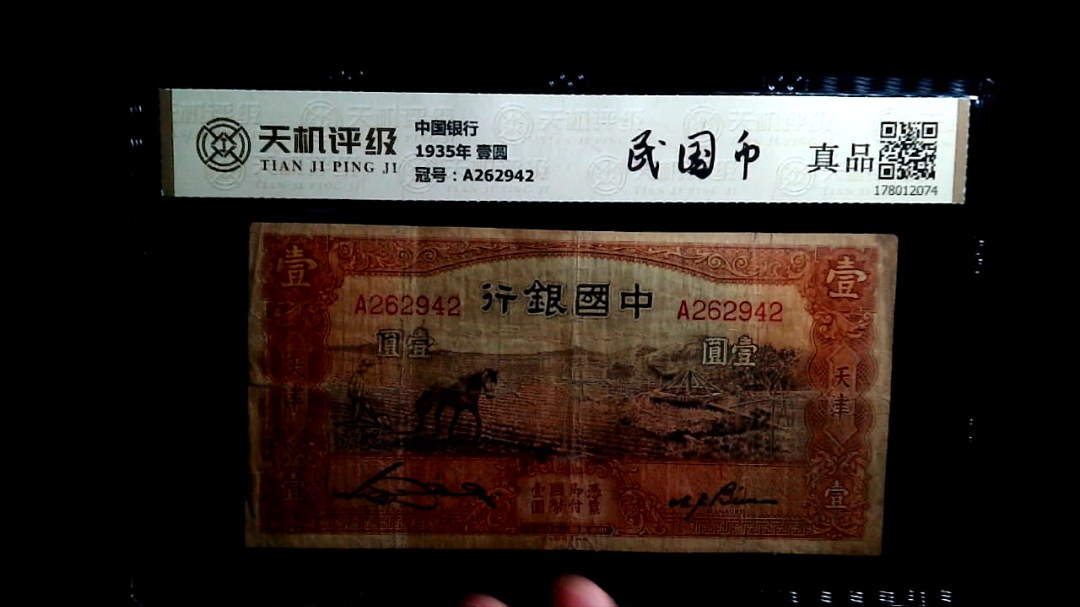 天机评级
TIAN JI PING JI
中国银行
1935年 壹圆
冠号：A262942
民国币
真品
178012074
壹
壹
A262942
行銀國中
A262942
圓壹
圓壹
天津
天津
壹
壹